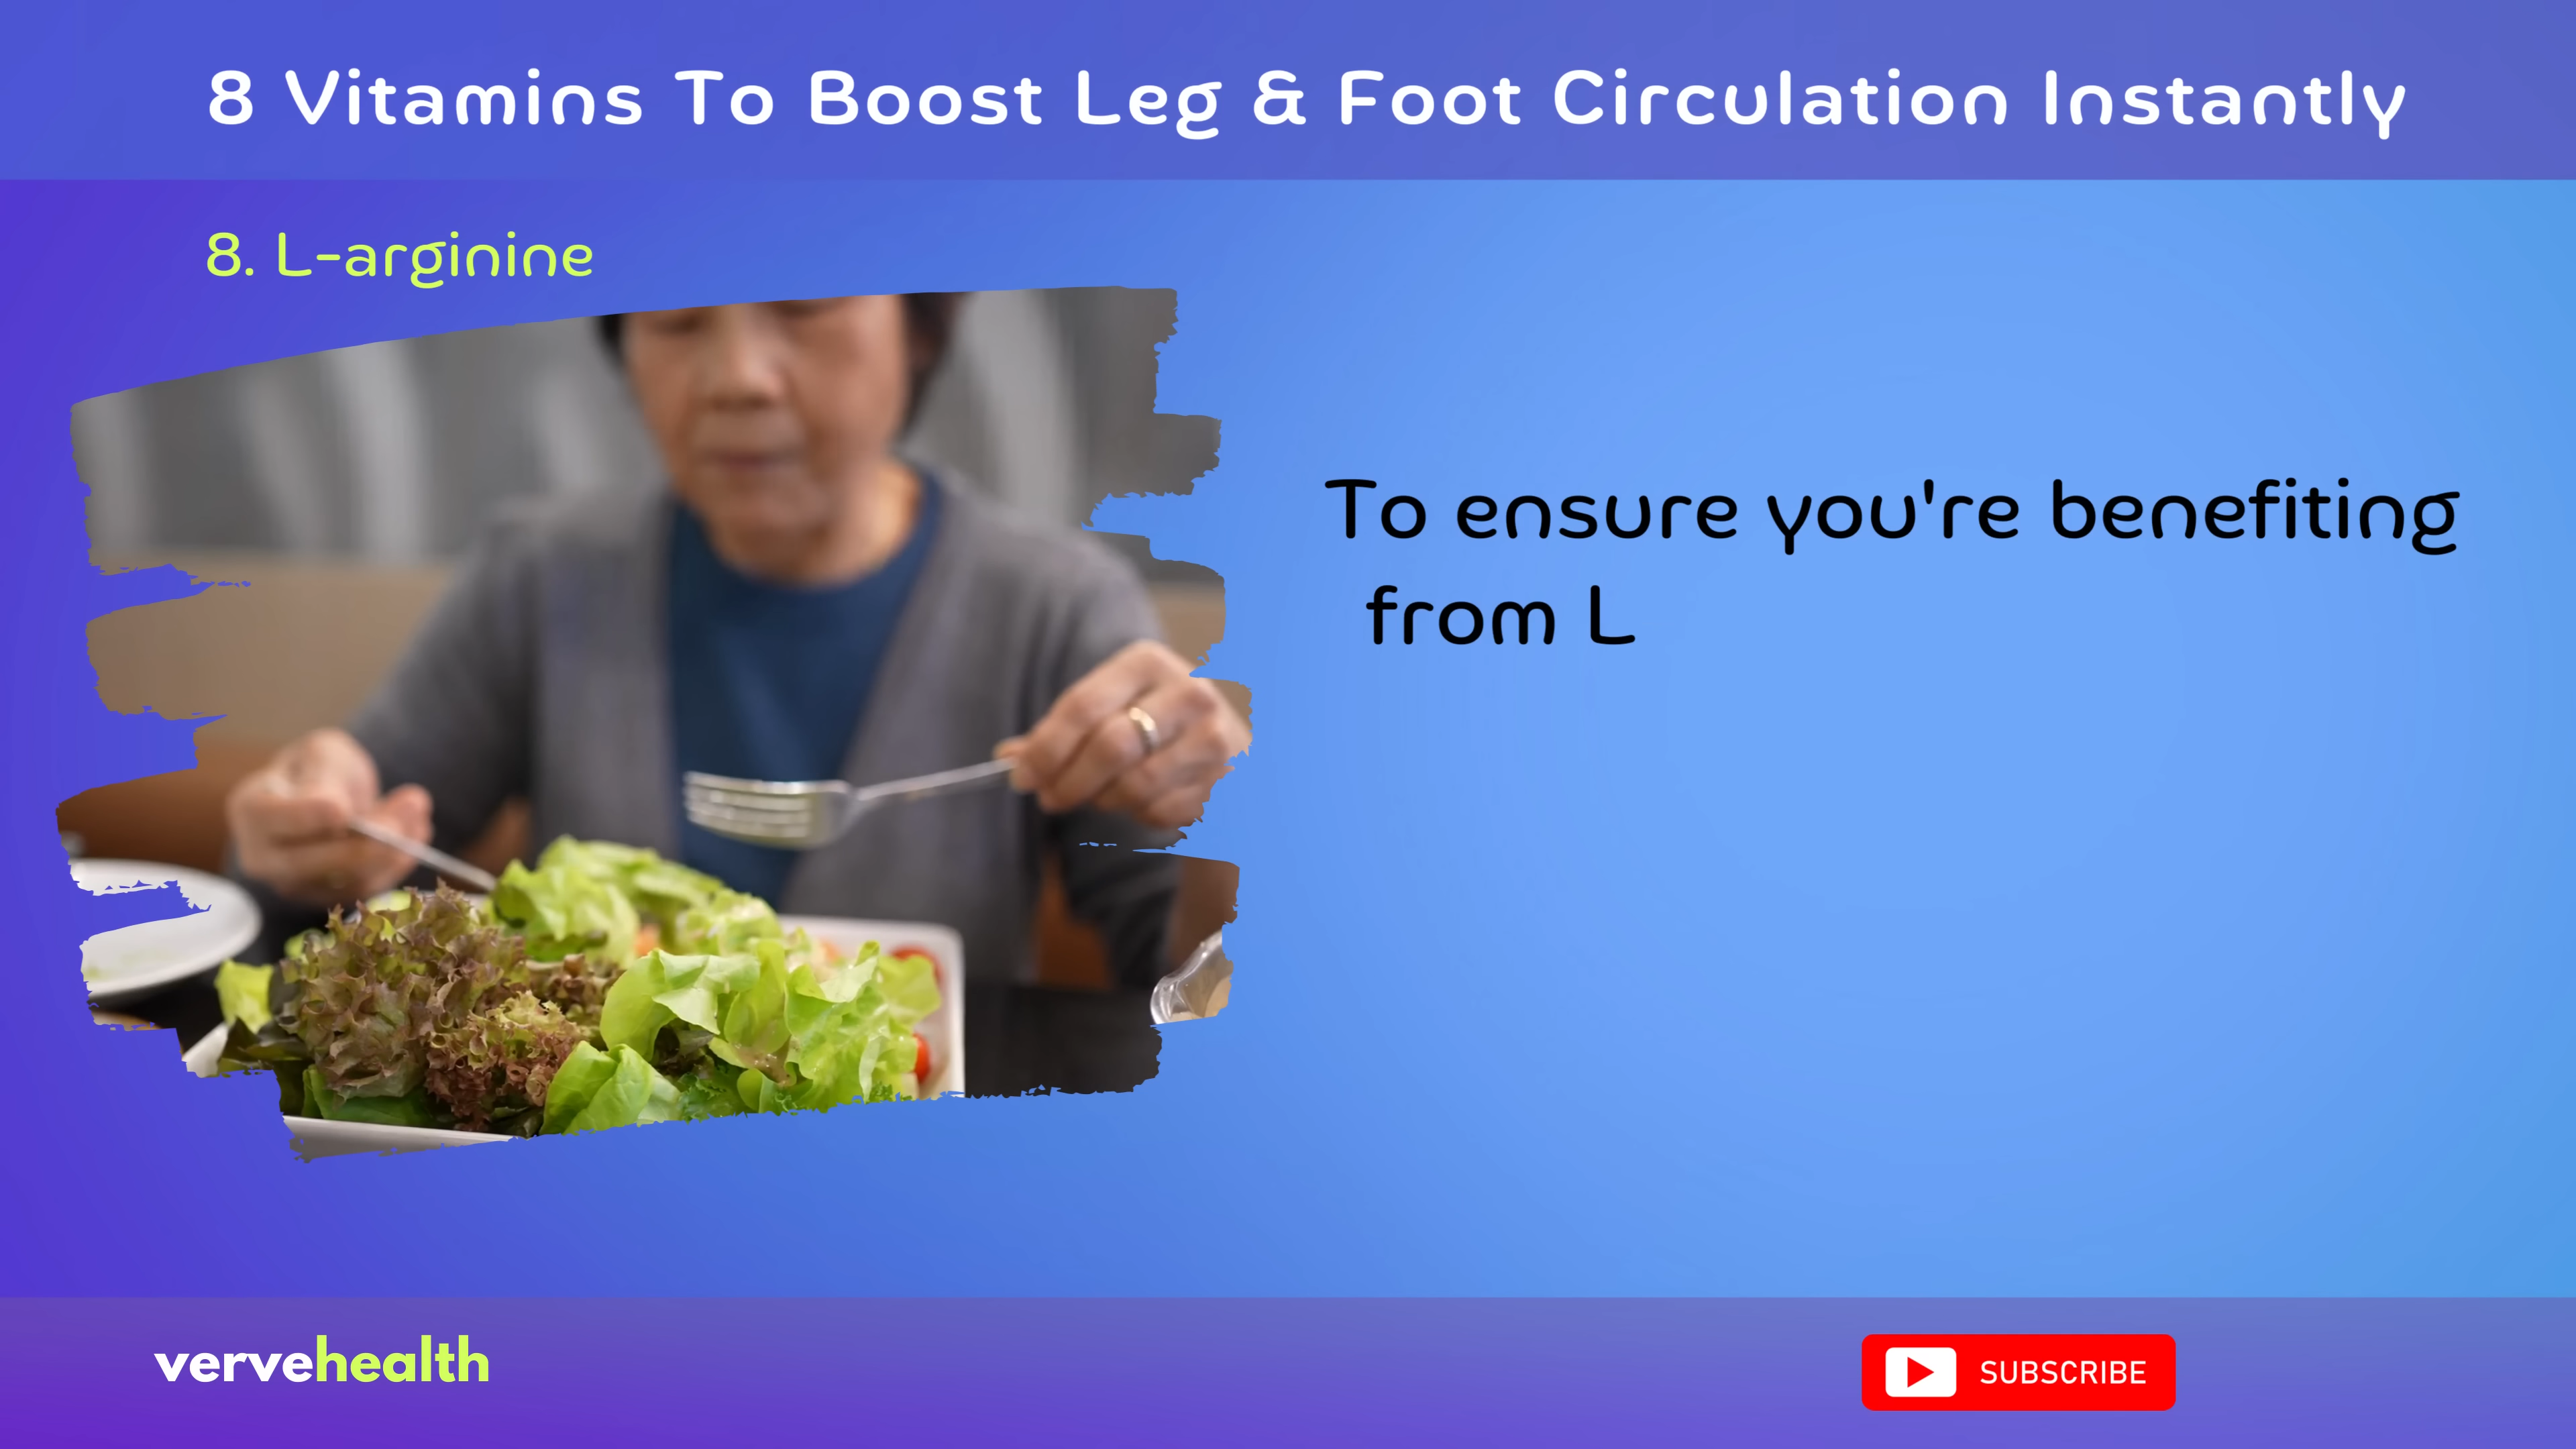 8 Vitamins To Boost Leg & Foot Circulation Instantly
8. L-arginine
To ensure you're benefiting
from L
vervehealth
SUBSCRIBE